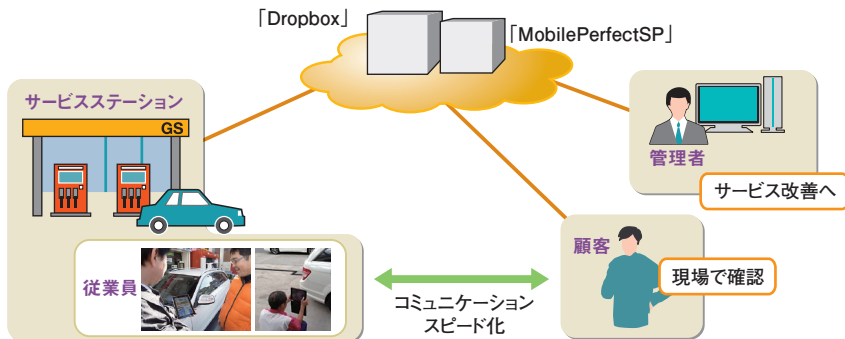 「Dropbox」
「MobilePerfectSP」
サービスステーション
GS
管理者
サービス改善へ
従業員
コミュニケーション
スピード化
顧客
現場で確認